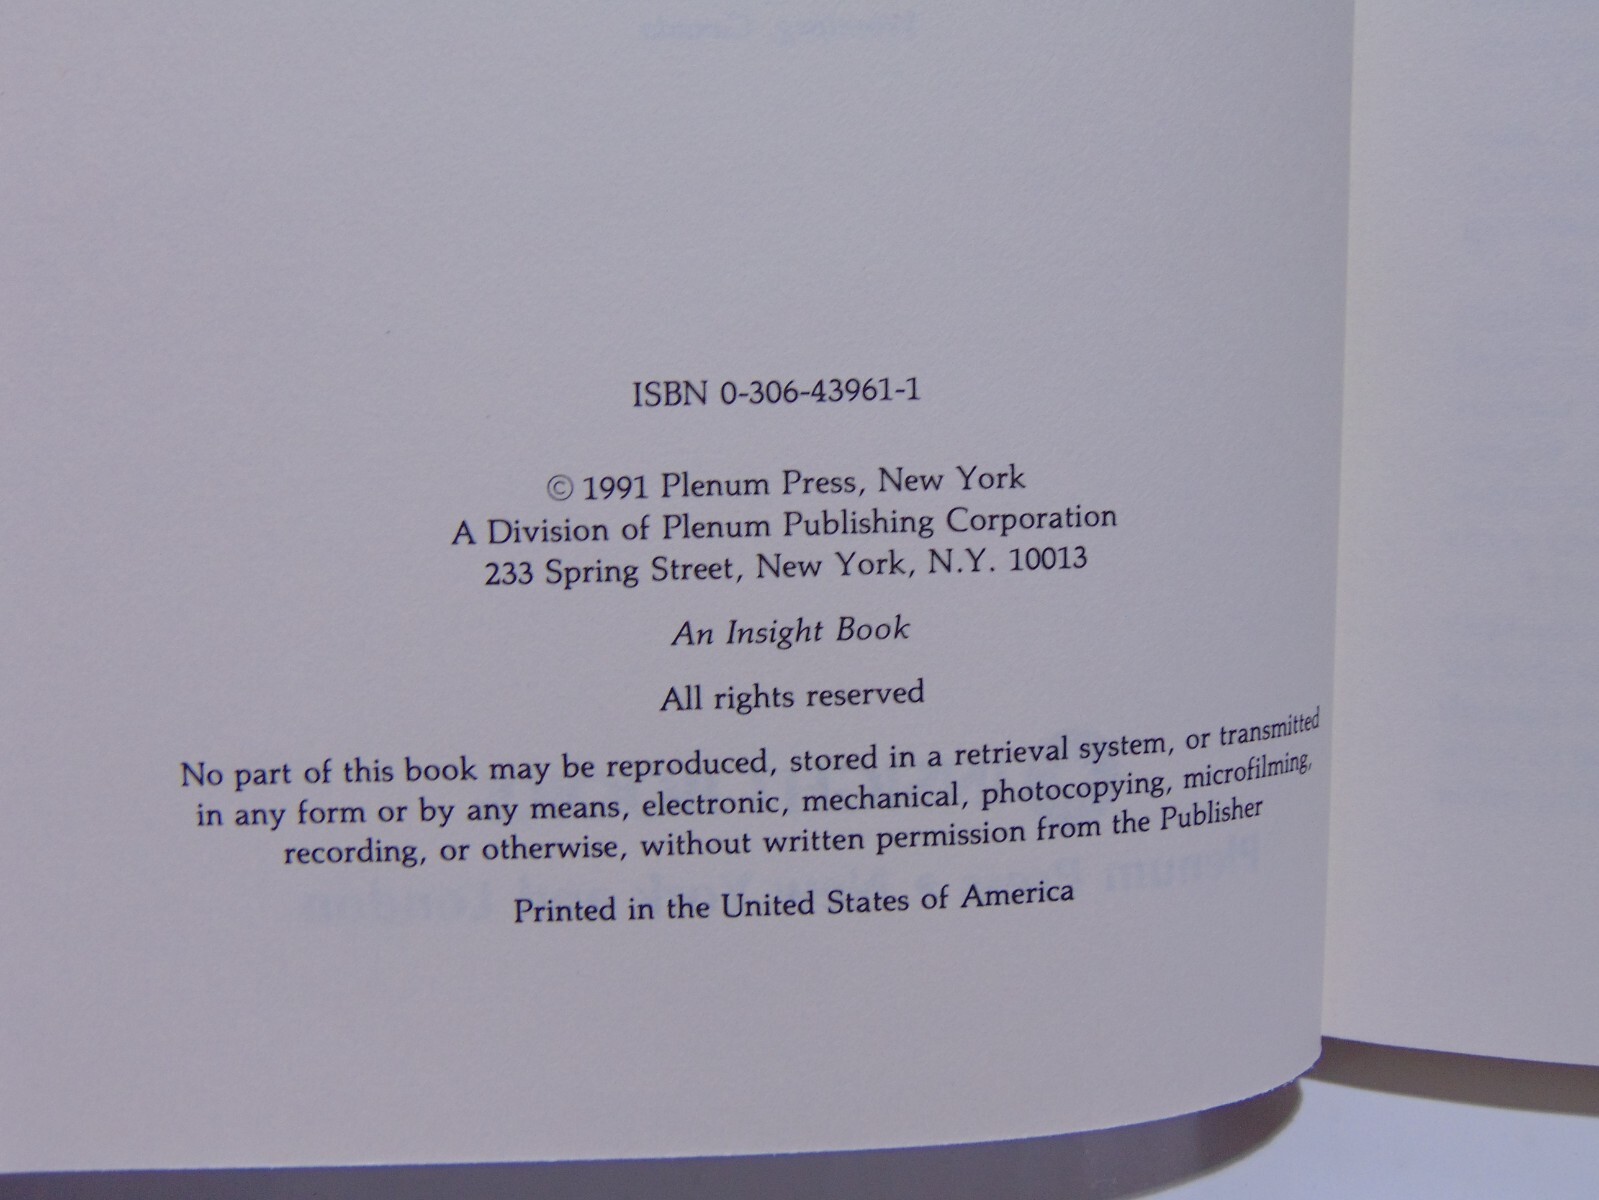 ISBN 0-306-43961-1
© 1991 Plenum Press, New York
A Division of Plenum Publishing Corporation
233 Spring Street, New York, N.Y. 10013
An Insight Book
All rights reserved
No part of this book may be reproduced, stored in a retrieval system, or transmitted
in any form or by any means, electronic, mechanical, photocopying, microfilming,
recording, or otherwise, without written permission from the Publisher
Printed in the United States of America